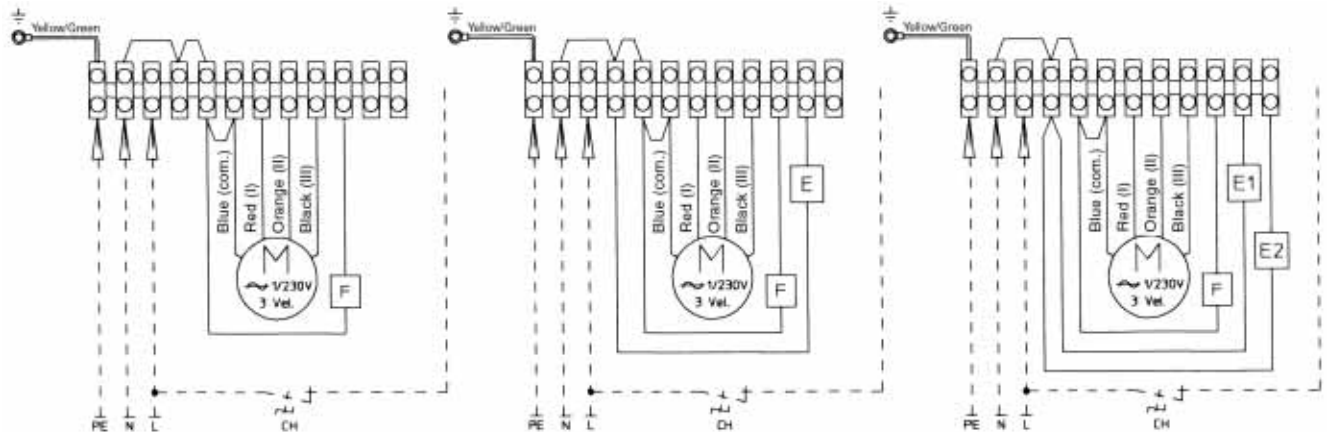 Yellow/Green
Blue (com.)
Red (I)
Orange (II)
Black (III)
M
1/230V
3 Vel.
F
PE N L CH
Yellow/Green
Blue (com.)
Red (I)
Orange (II)
Black (III)
E
M
1/230V
3 Vel.
F
PE N L CH
Yellow/Green
Blue (com.)
Red (I)
Orange (II)
Black (III)
E1
E2
M
1/230V
3 Vel.
F
PE N L CH